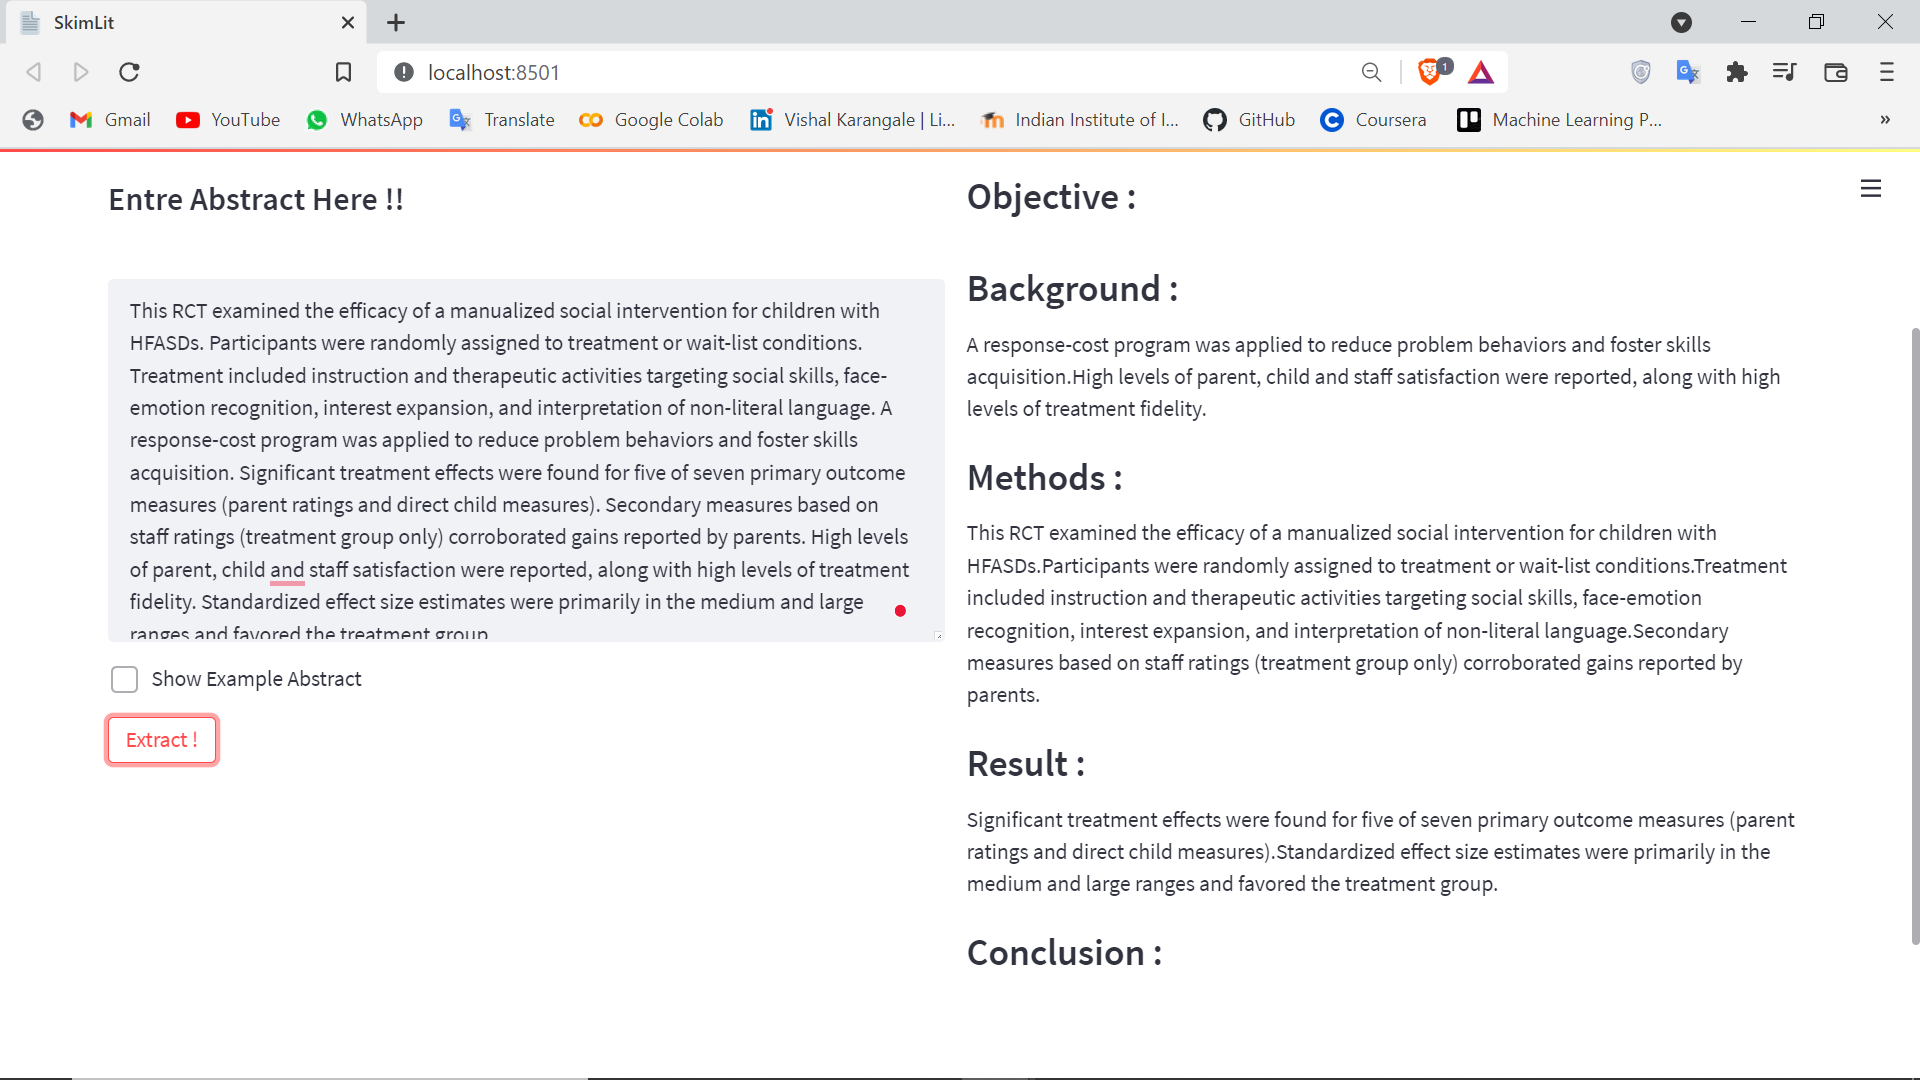 SkimLit
localhost:8501
1
Gmail
YouTube
WhatsApp
Translate
Google Colab
Vishal Karangale | Li...
Indian Institute of I...
GitHub
Coursera
Machine Learning P...
»
Entre Abstract Here !!
This RCT examined the efficacy of a manualized social intervention for children with
HFASDs. Participants were randomly assigned to treatment or wait-list conditions.
Treatment included instruction and therapeutic activities targeting social skills, face-
emotion recognition, interest expansion, and interpretation of non-literal language. A
response-cost program was applied to reduce problem behaviors and foster skills
acquisition. Significant treatment effects were found for five of seven primary outcome
measures (parent ratings and direct child measures). Secondary measures based on
staff ratings (treatment group only) corroborated gains reported by parents. High levels
of parent, child and staff satisfaction were reported, along with high levels of treatment
fidelity. Standardized effect size estimates were primarily in the medium and large
ranges and favored the treatment group
Show Example Abstract
Extract !
Objective :
Background :
A response-cost program was applied to reduce problem behaviors and foster skills
acquisition.High levels of parent, child and staff satisfaction were reported, along with high
levels of treatment fidelity.
Methods :
This RCT examined the efficacy of a manualized social intervention for children with
HFASDs.Participants were randomly assigned to treatment or wait-list conditions.Treatment
included instruction and therapeutic activities targeting social skills, face-emotion
recognition, interest expansion, and interpretation of non-literal language.Secondary
measures based on staff ratings (treatment group only) corroborated gains reported by
parents.
Result :
Significant treatment effects were found for five of seven primary outcome measures (parent
ratings and direct child measures).Standardized effect size estimates were primarily in the
medium and large ranges and favored the treatment group.
Conclusion :